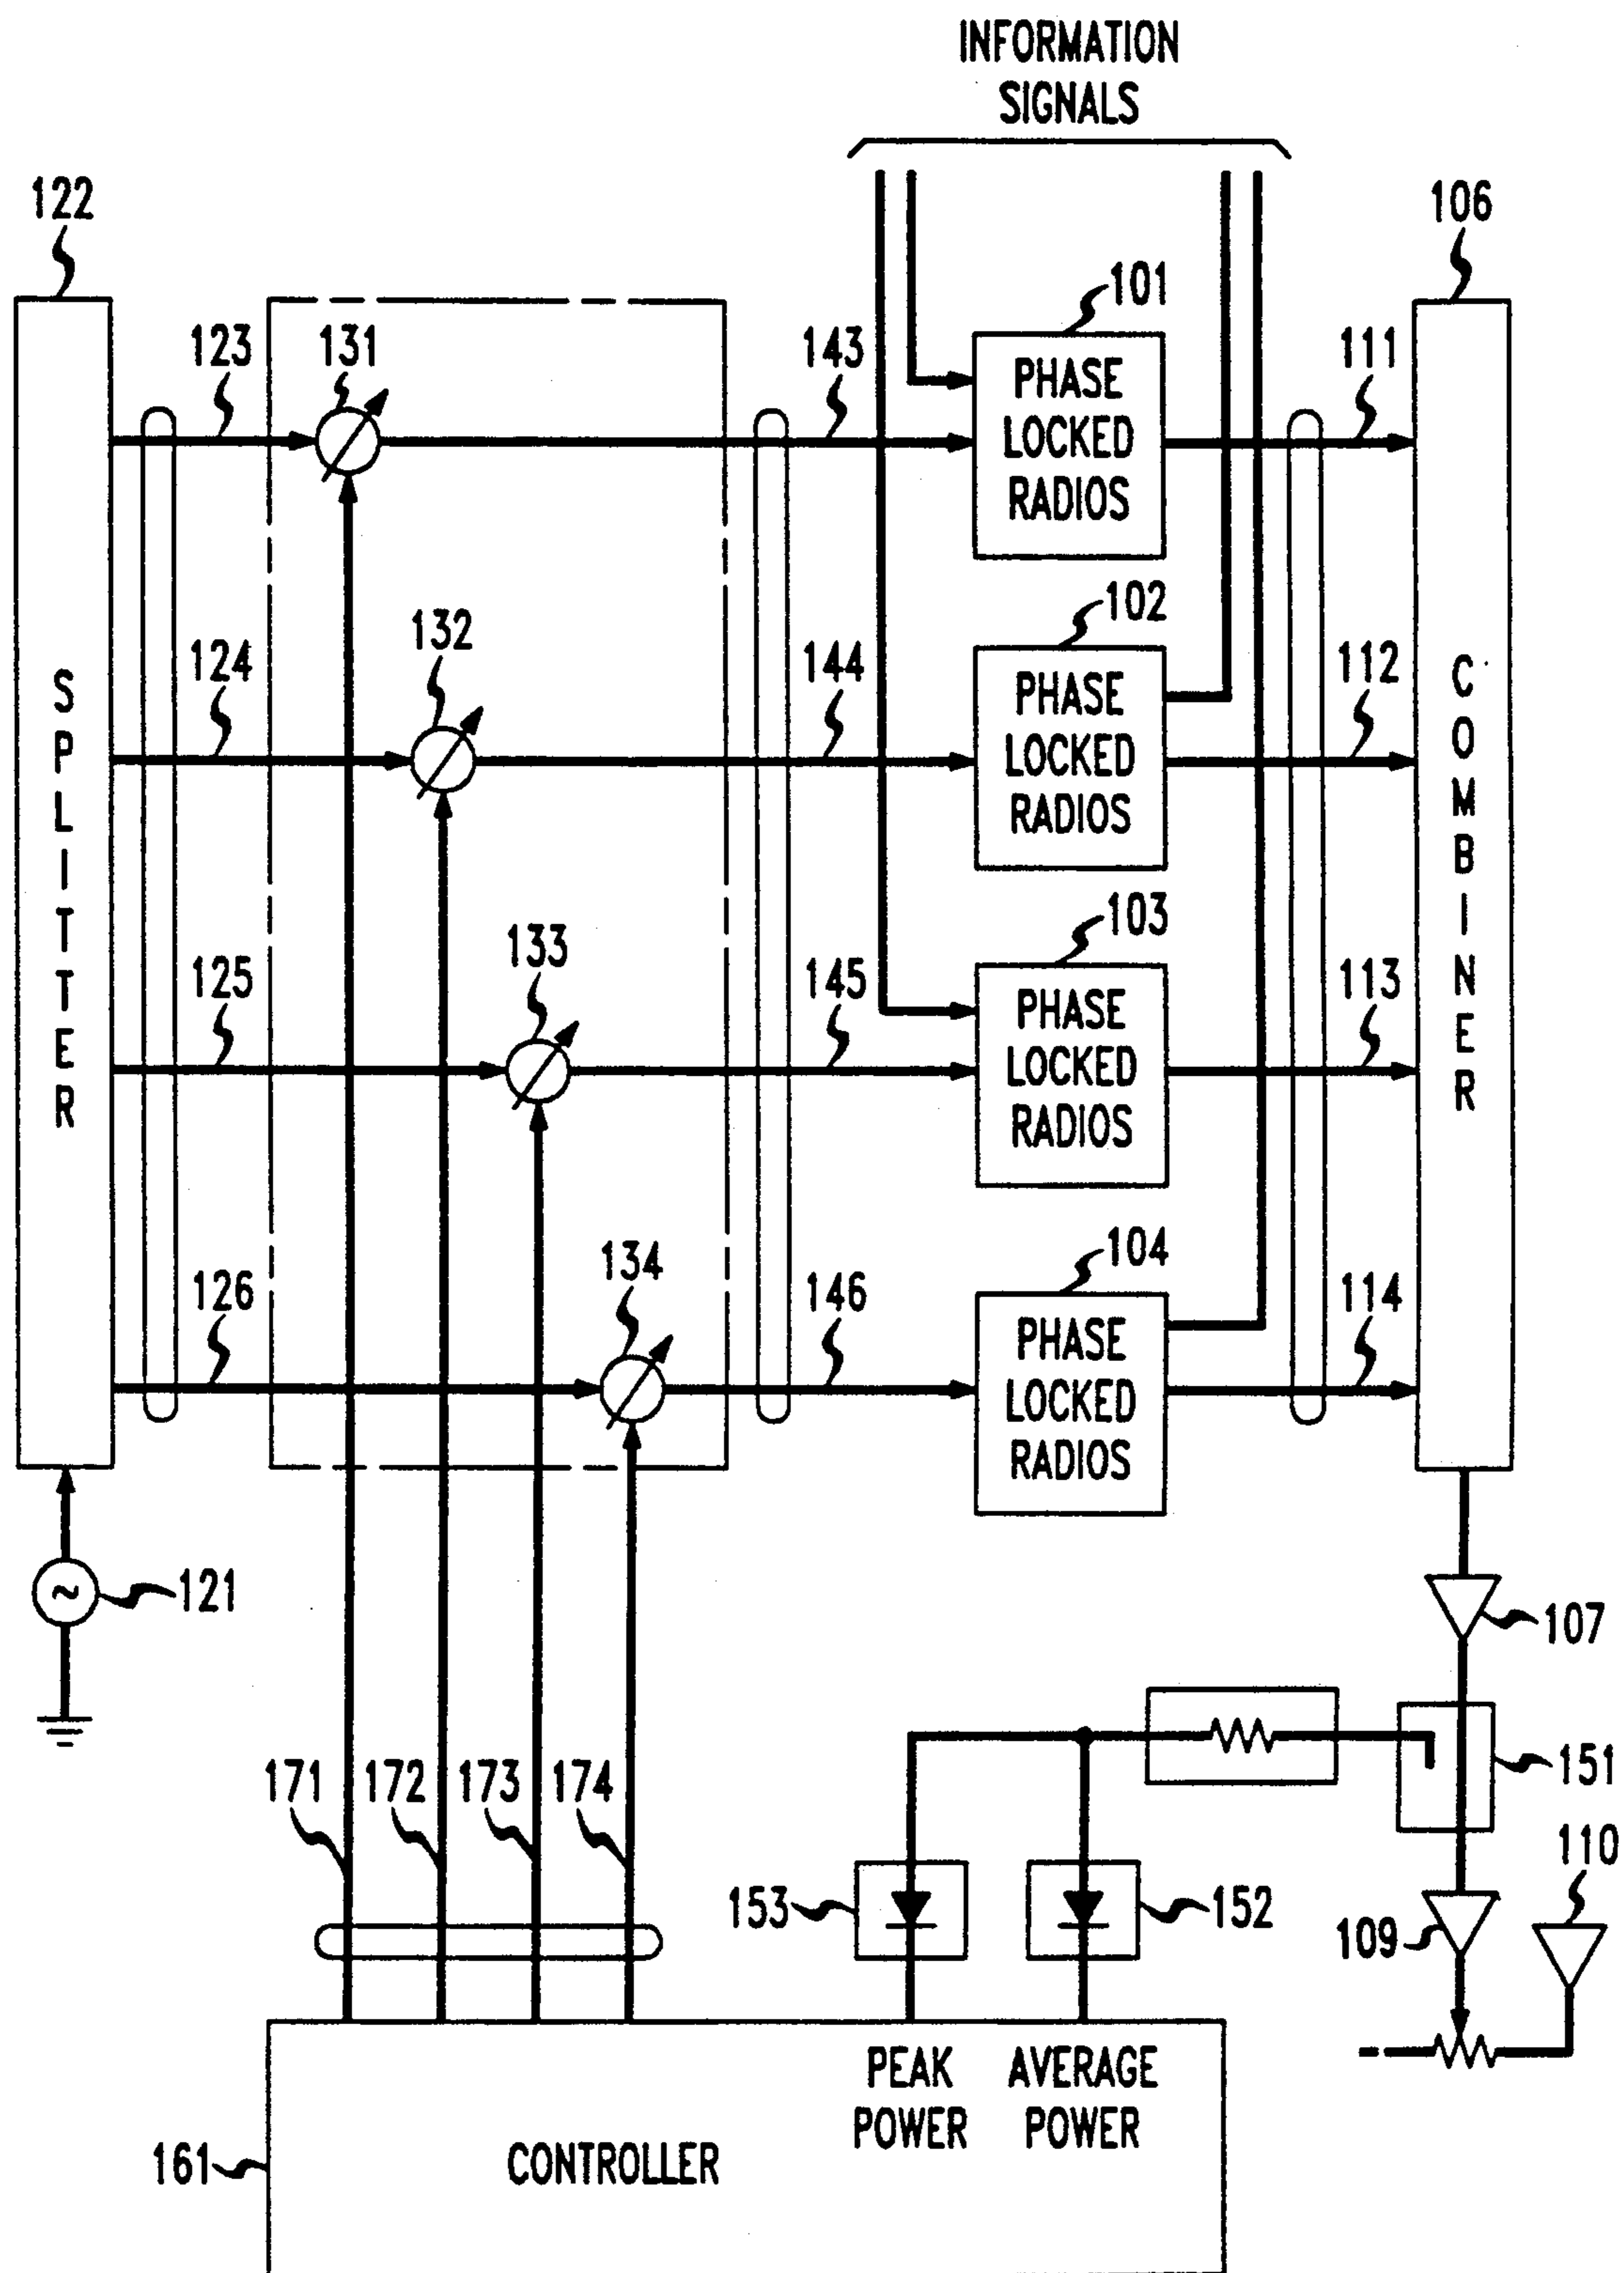 INFORMATION
SIGNALS
122
106
101
123
131
143
111
PHASE
LOCKED
RADIOS
102
132
124
144
112
PHASE
LOCKED
RADIOS
SPLITTER
COMBINER
103
133
125
145
113
PHASE
LOCKED
RADIOS
104
134
126
146
114
PHASE
LOCKED
RADIOS
~
121
107
171
172
173
174
151
110
153
152
109
PEAK
POWER
AVERAGE
POWER
161
CONTROLLER